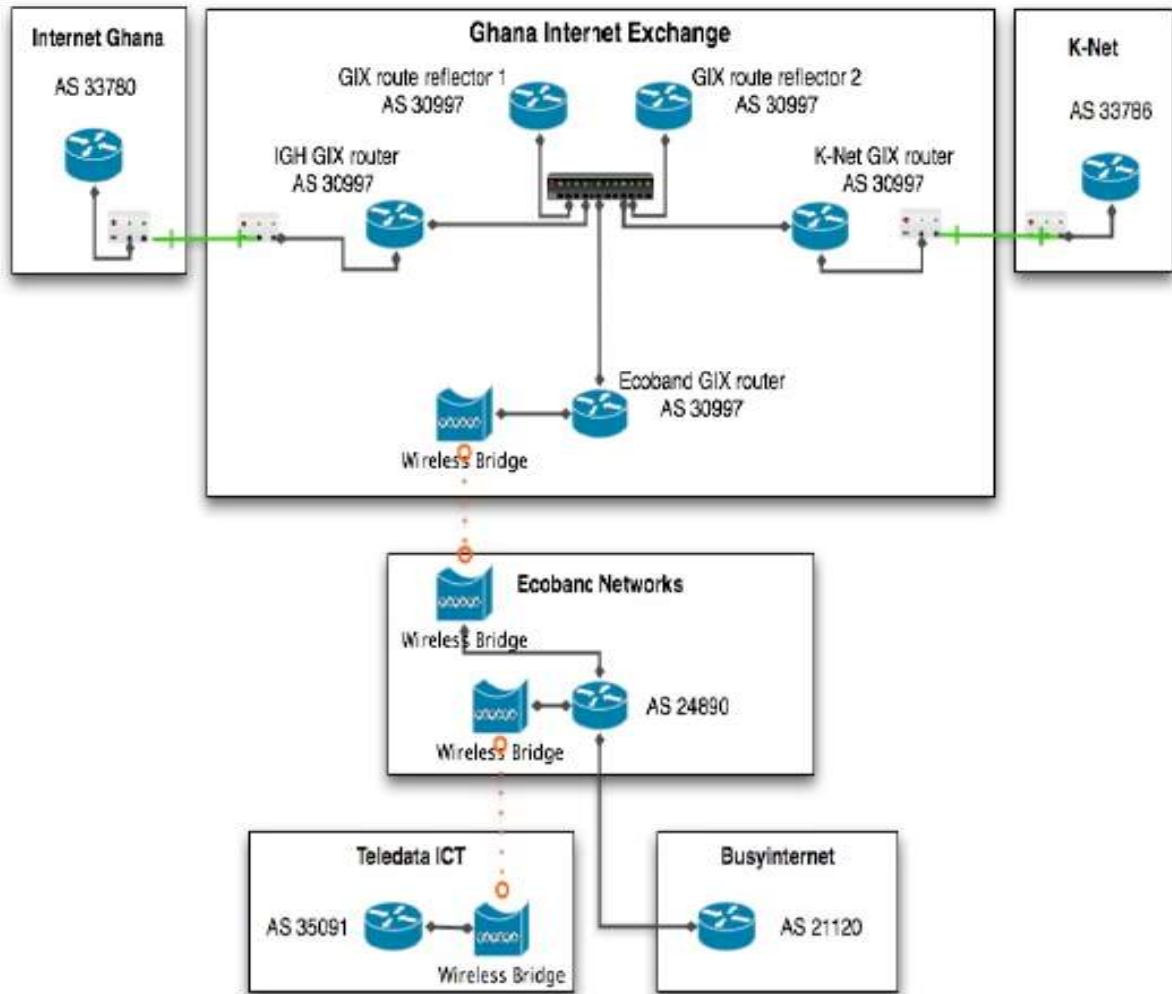 Internet Ghana
AS 33780
Ghana Internet Exchange
GIX route reflector 1
AS 30997
GIX route reflector 2
AS 30997
IGH GIX router
AS 30997
K-Net GIX router
AS 30997
K-Net
AS 33786
Ecoband GIX router
AS 30997
Wireless Bridge
Ecobanc Networks
Wireless Bridge
AS 24890
Wireless Bridge
Teledata ICT
AS 35091
Wireless Bridge
BusyInternet
AS 21120